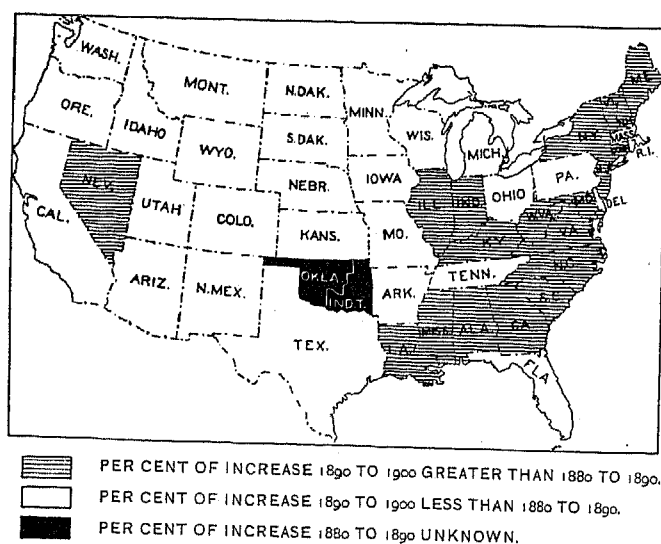 WASH.
MONT.
N.DAK.
MINN.
ORE.
IDAHO
S.DAK.
WIS.
MICH.
WYO.
NEBR.
IOWA
N.Y.
ME.
MASS.
R.I.
PA.
OHIO
NEV.
UTAH
COLO.
KANS.
MO.
ILL.
IND.
W.VA.
VA.
DEL
CAL.
KY.
N.C.
ARIZ.
N.MEX.
OKLA.
IND.T.
ARK.
TENN.
S.C.
TEX.
LA.
MISS.
ALA.
GA.
FLA
PER CENT OF INCREASE 1890 TO 1900 GREATER THAN 1880 TO 1890.
PER CENT OF INCREASE 1890 TO 1900 LESS THAN 1880 TO 1890.
PER CENT OF INCREASE 1880 TO 1890 UNKNOWN.